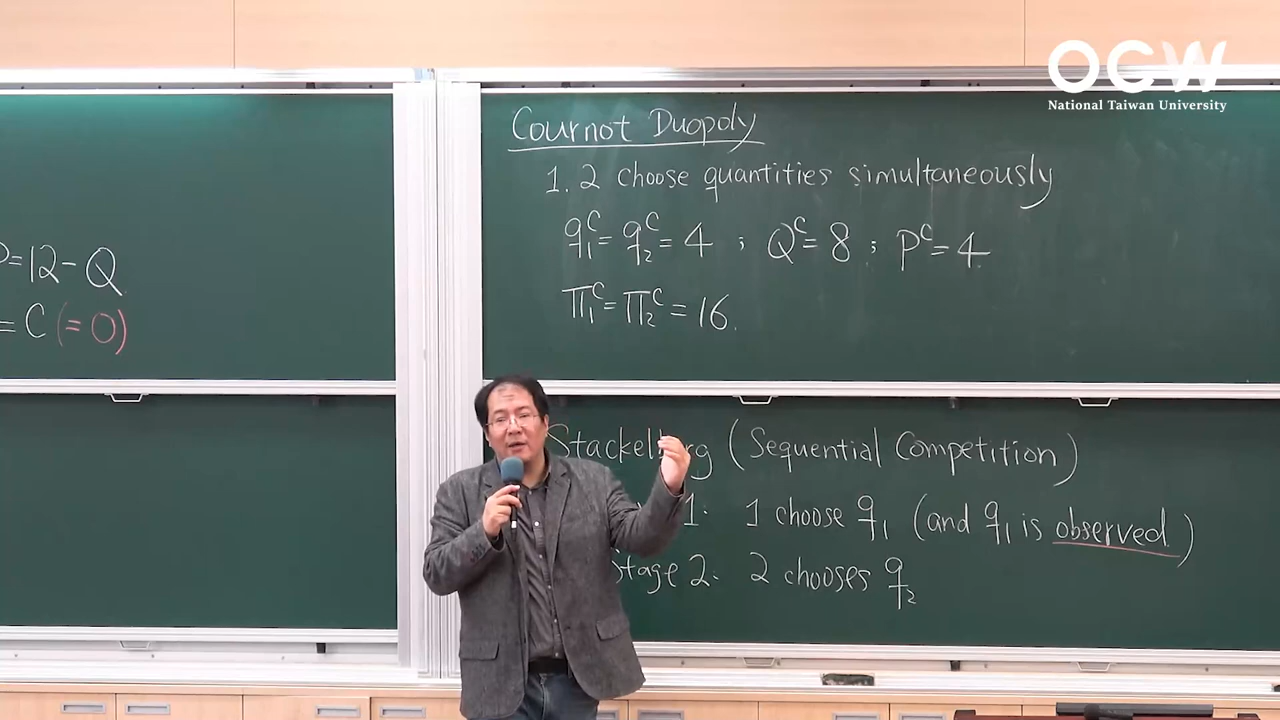 OCW
National Taiwan University
P=12-Q
= C (=0)
Cournot Duopoly
1. 2 choose quantities simultaneously
q₁ᶜ = q₂ᶜ = 4 ; Qᶜ = 8 ; Pᶜ = 4.
Π₁ᶜ = Π₂ᶜ = 16.
(Sequential Competition)
1. 1 choose q₁ (and q₁ is observed)
Stage 2. 2 chooses q₂